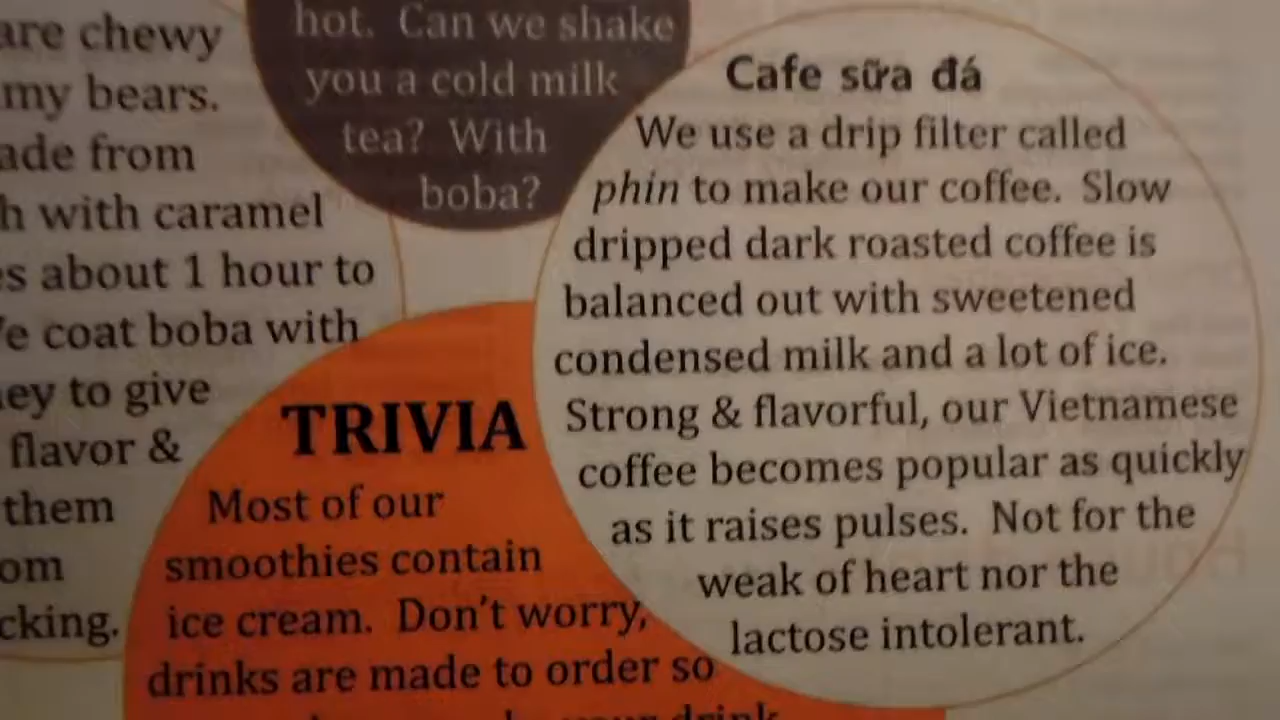 are chewy
my bears.
ade from
h with caramel
es about 1 hour to
e coat boba with
ey to give
flavor &
them
om
cking.
hot. Can we shake
you a cold milk
tea? With
boba?
TRIVIA
Most of our
smoothies contain
ice cream. Don't worry,
drinks are made to order so
your drink
Cafe sữa đá
We use a drip filter called
phin to make our coffee. Slow
dripped dark roasted coffee is
balanced out with sweetened
condensed milk and a lot of ice.
Strong & flavorful, our Vietnamese
coffee becomes popular as quickly
as it raises pulses. Not for the
weak of heart nor the
lactose intolerant.